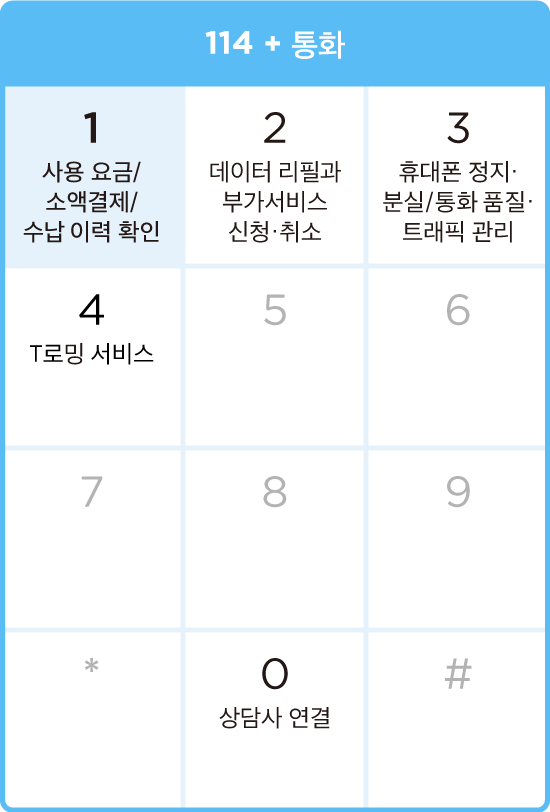 114 + 통화
1
사용 요금/
소액결제/
수납 이력 확인
2
데이터 리필과
부가서비스
신청·취소
3
휴대폰 정지·
분실/통화 품질·
트래픽 관리
4
T로밍 서비스
5
6
7
8
9
*
0
상담사 연결
#